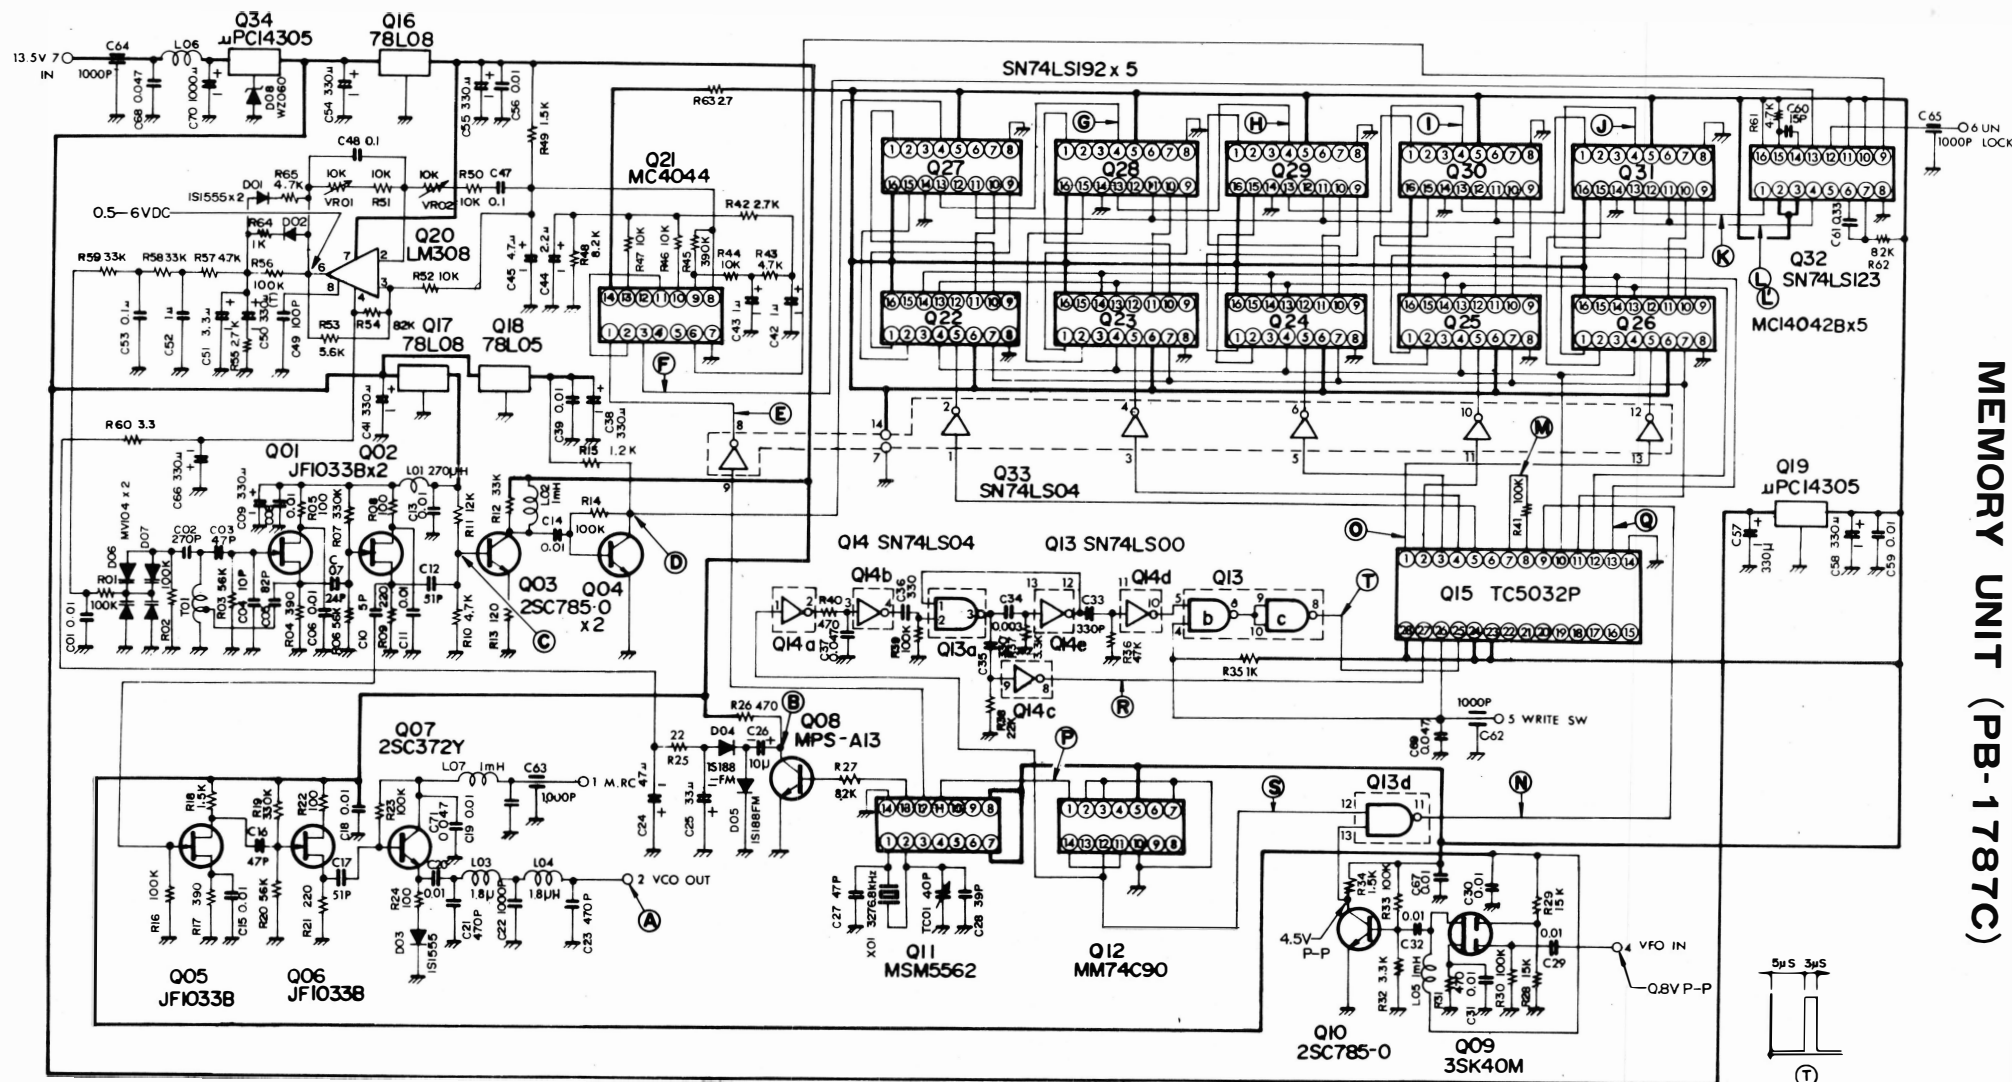 MEMORY UNIT (PB-1787C)
Q34
µPC14305
Q16
78L08
13.5V 7
IN
C64
1000P
L06
C68 0.047
C70 1000µ
D08
WZ060
C54 330µ
C55 330µ
C56 0.01
R49 1.5K
R63 2.7
SN74LS192 x 5
C48 0.1
R65
4.7K
D01
1S1555x2
10K
VR01
10K
R51
10K
VR02
R50
10K
C47
0.1
0.5-6VDC
R64
1K
D02
Q20
LM308
R59 33K
R58 33K
R57 47K
R56
100K
R52 10K
C53 0.1µ
C52 1µ
C51 3.3µ
R55 2.7K
C49 100P
R53
5.6K
R54
82K
Q21
MC4044
R42 2.7K
C45 4.7µ
C44 2.2µ
R48
8.2K
R47 10K
R46 10K
R45
390K
R44
10K
R43
4.7K
C43 1µ
C42 1µ
Q17
78L08
Q18
78L05
C41 330µ
C39 0.01
C38
330µ
R15
1.2K
Q27
Q28
Q29
Q30
Q31
Q22
Q23
Q24
Q25
Q26
G
H
I
J
K
L
L'
F
E
R61
4.7K
C60
15P
C61 0.33
82K
R62
Q32
SN74LS123
MC14042Bx5
C65
1000P
6 UN
LOCK
Q33
SN74LS04
M
O
Q
R41 100K
Q19
µPC14305
C57
330µ
C58 330µ
C59 0.01
R60 3.3
C66 330µ
Q01
JF1033Bx2
Q02
L01 270µH
MV104 x 2
D06
D07
C02
270P
C03
47P
C09 330µ
C08
0.01
R05
100
R07 330K
R08
100
C13
0.01
R11 12K
R12 33K
L02
1mH
C14
0.01
R14
100K
Q03
2SC785-O
x 2
Q04
D
C
R01
100K
C01 0.01
R02
100K
T01
R03 56K
C04 10P
C05 82P
R04 390
C06 0.01
R06 56K
24P
C10 5P
R09 220
C11 0.01
C12
51P
R10 4.7K
R13 120
Q14 SN74LS04
Q13 SN74LS00
Q14a
R40
470
C37
0.047
Q14b
C36
330
R39
100K
Q13a
C34
0.003
C35
330
3.3K
Q14e
C33
330P
R36
47K
Q14d
Q13
b
c
T
Q14c
R38
22K
R
R35 1K
Q15 TC5032P
1000P
C62
5 WRITE SW
C69
0.047
Q07
2SC372Y
L07 1mH
C63
1000P
1 M.RC
R26 470
B
Q08
MPS-A13
22
R25
D04
1S188
FM
C26
10µ
D05
1S188FM
R27
82K
C24 47µ
C25 33µ
P
R18
1.5K
R19
330K
C16
47P
R22
100
C18 0.01
R23
100K
C71
0.047
C19 0.01
R16 100K
R17 390
C15 0.01
R20 56K
R21 220
C17
51P
R24
100
C20
0.01
L03
1.8µ
L04
1.8µH
2 VCO OUT
A
D03
1S1555
C21
470P
C22 1000P
C23 470P
Q05
JF1033B
Q06
JF1033B
C27 47P
X01 3276.8kHz
TC01 40P
C28 39P
Q11
MSM5562
Q12
MM74C90
S
Q13d
N
R34
1.5K
R33 100K
C67
0.01
C30
0.01
R29
15K
4.5V
P-P
0.01
C32
0.01
C29
4 VFO IN
0.8V P-P
R32 3.3K
L05 1mH
R31
470
C31 0.01
R30 100K
R28 15K
Q10
2SC785-O
Q09
3SK40M
5µS 3µS
T